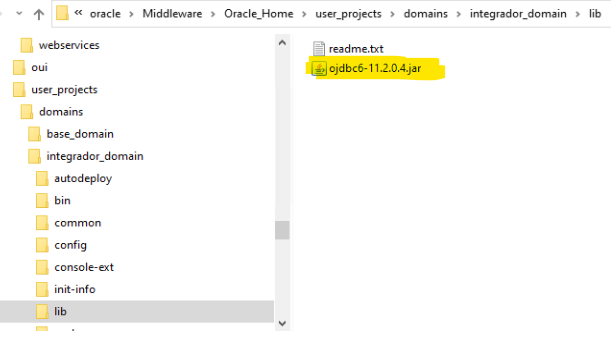 « oracle > Middleware > Oracle_Home > user_projects > domains > integrador_domain > lib
webservices
oui
user_projects
domains
base_domain
integrador_domain
autodeploy
bin
common
config
console-ext
init-info
lib
readme.txt
ojdbc6-11.2.0.4.jar